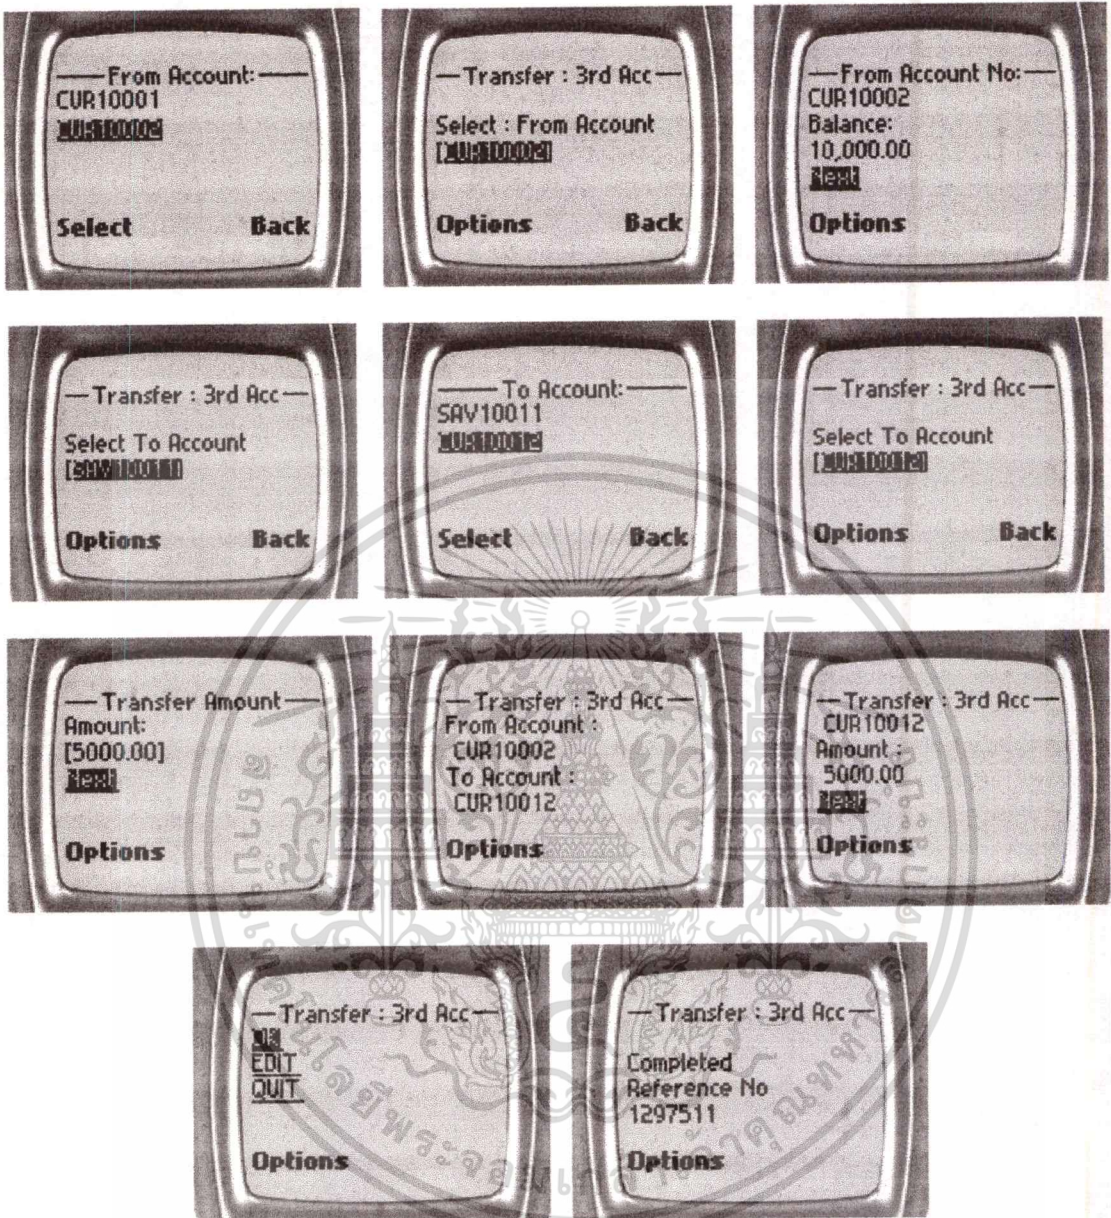 From Account:
CUR10001
CUR10002
Select Back
Transfer : 3rd Acc
Select : From Account
[CUR10002]
Options Back
From Account No:
CUR10002
Balance:
10,000.00
Next
Options
Transfer : 3rd Acc
Select To Account
[SAV10011]
Options Back
To Account:
SAV10011
CUR10012
Select Back
Transfer : 3rd Acc
Select To Account
[CUR10012]
Options Back
Transfer Amount
Amount:
[5000.00]
Next
Options
Transfer : 3rd Acc
From Account :
CUR10002
To Account :
CUR10012
Options
Transfer : 3rd Acc
CUR10012
Amount :
5000.00
Next
Options
Transfer : 3rd Acc
OK
EDIT
QUIT
Options
Transfer : 3rd Acc
Completed
Reference No
1297511
Options